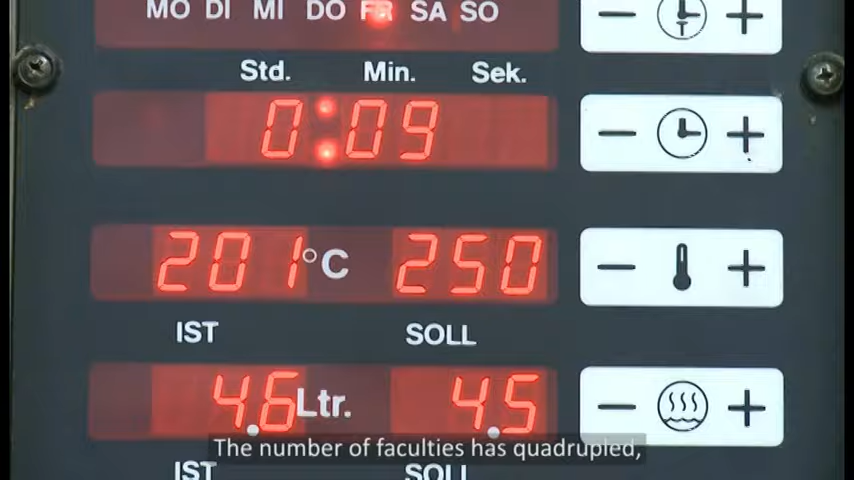 MO DI MI DO FR SA SO
Std. Min. Sek.
0:09
201°C 250
IST SOLL
4.6 Ltr. 4.5
The number of faculties has quadrupled,
IST SOLL